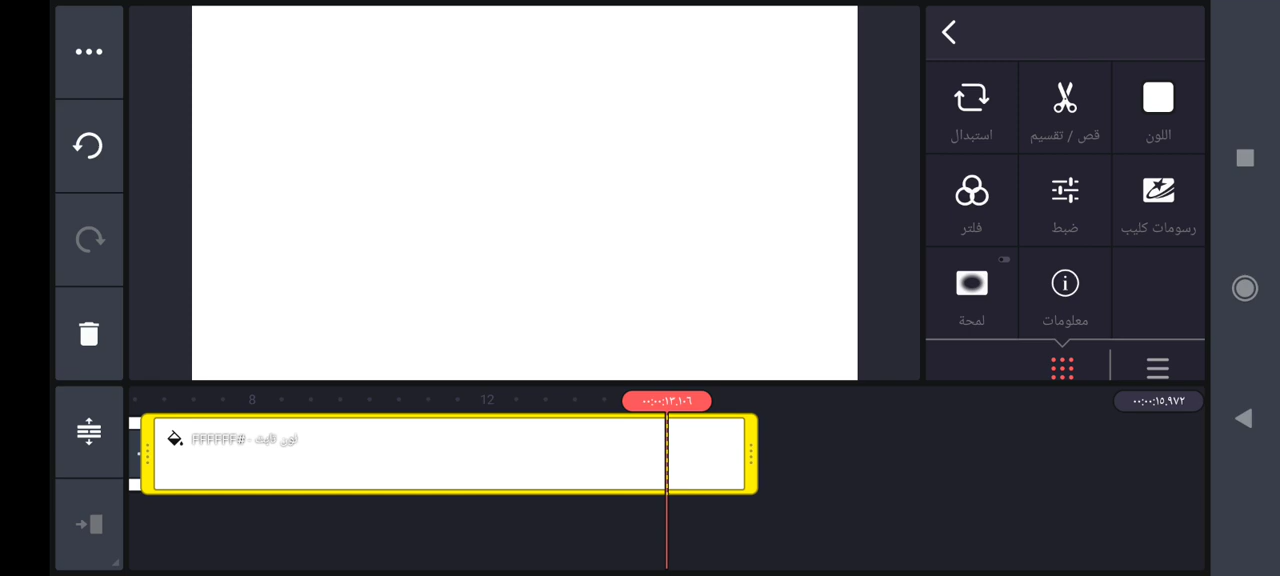 استبدال
قص / تقسيم
اللون
فلتر
ضبط
رسومات كليب
لمحة
معلومات
8
12
٠٠:٠٠:١٣,١٠٦
٠٠:٠٠:١٥,٩٧٢
لون ثابت - #FFFFFF